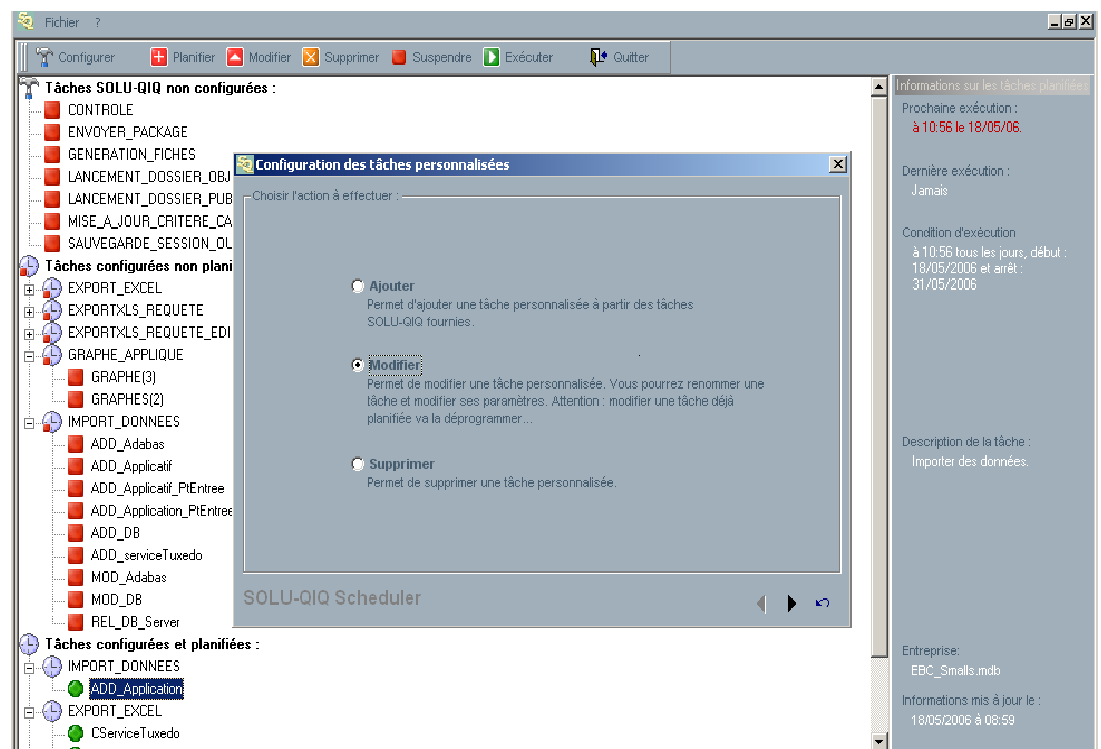 Fichier ?
Configurer Planifier Modifier Supprimer Suspendre Exécuter Quitter
Tâches SOLU-QIQ non configurées :
CONTROLE
ENVOYER_PACKAGE
GENERATION_FICHES
LANCEMENT_DOSSIER_OBJ
LANCEMENT_DOSSIER_PUB
MISE_A_JOUR_CRITERE_CA
SAUVEGARDE_SESSION_OU
Tâches configurées non plani
EXPORT_EXCEL
EXPORTXLS_REQUETE
EXPORTXLS_REQUETE_EDI
GRAPHE_APPLIQUE
GRAPHE(3)
GRAPHES(2)
IMPORT_DONNEES
ADD_Adabas
ADD_Applicatif
ADD_Applicatif_PtEntree
ADD_Application_PtEntree
ADD_DB
ADD_serviceTuxedo
MOD_Adabas
MOD_DB
REL_DB_Server
Tâches configurées et planifiées :
IMPORT_DONNEES
ADD_Application
EXPORT_EXCEL
CServiceTuxedo
Configuration des tâches personnalisées
Choisir l'action à effectuer :
Ajouter
Permet d'ajouter une tâche personnalisée à partir des tâches
SOLU-QIQ fournies.
Modifier
Permet de modifier une tâche personnalisée. Vous pourrez renommer une
tâche et modifier ses paramètres. Attention : modifier une tâche déjà
planifiée va la déprogrammer...
Supprimer
Permet de supprimer une tâche personnalisée.
SOLU-QIQ Scheduler
Informations sur les tâches planifiées
Prochaine exécution :
à 10:56 le 18/05/06.
Dernière exécution :
Jamais
Condition d'exécution
à 10:56 tous les jours, début :
18/05/2006 et arrêt :
31/05/2006
Description de la tâche :
Importer des données.
Entreprise:
EBC_Smalls.mdb
Informations mis à jour le :
18/05/2006 à 08:59